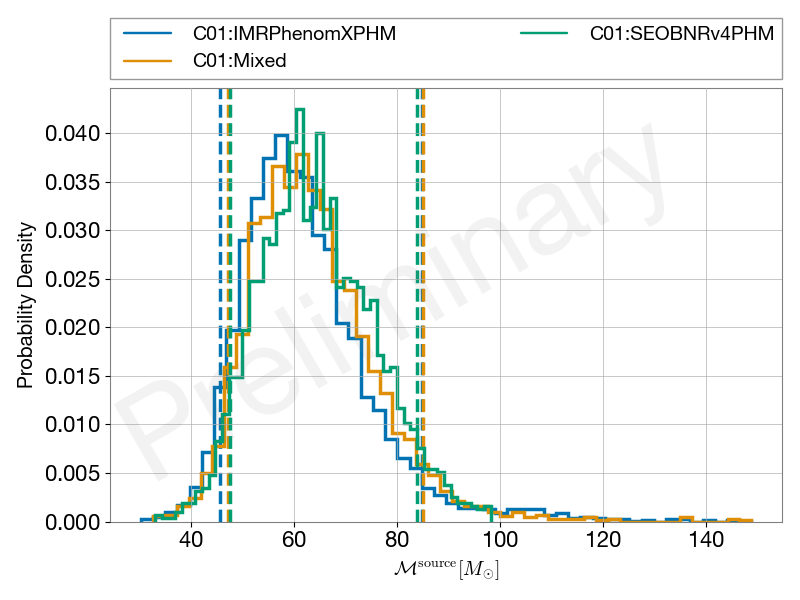 C01:IMRPhenomXPHM
C01:Mixed
C01:SEOBNRv4PHM
Preliminary
Probability Density
0.040
0.035
0.030
0.025
0.020
0.015
0.010
0.005
0.000
40 60 80 100 120 140
ℳ^source [M_⊙]